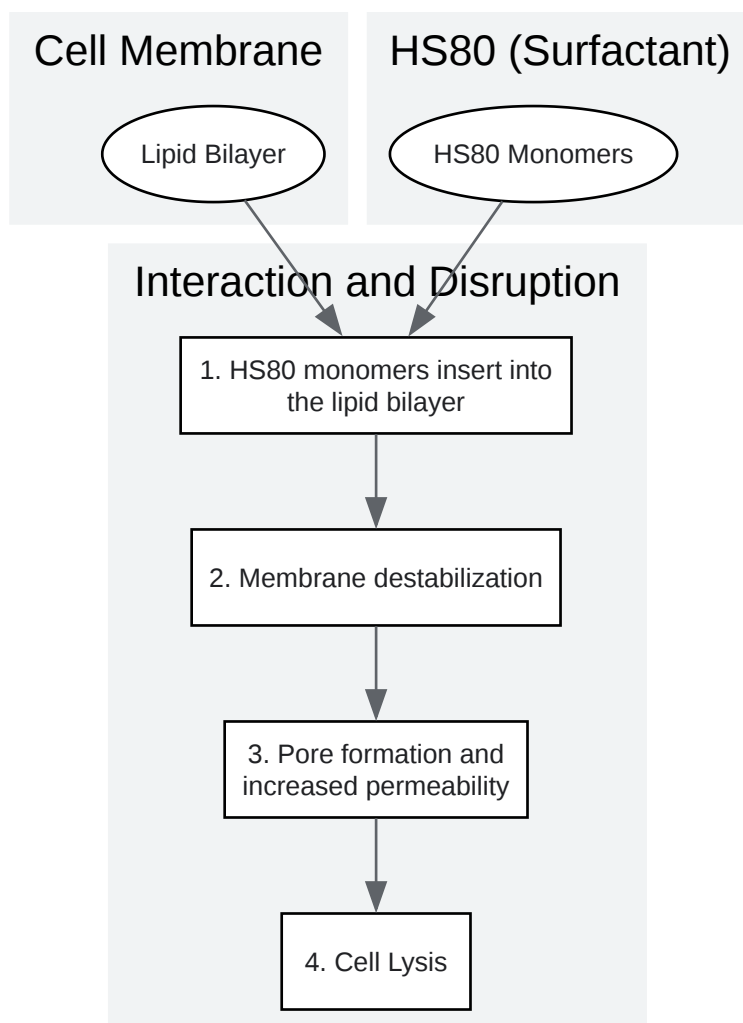 Cell Membrane
HS80 (Surfactant)
Lipid Bilayer
HS80 Monomers
Interaction and Disruption
1. HS80 monomers insert into
the lipid bilayer
2. Membrane destabilization
3. Pore formation and
increased permeability
4. Cell Lysis